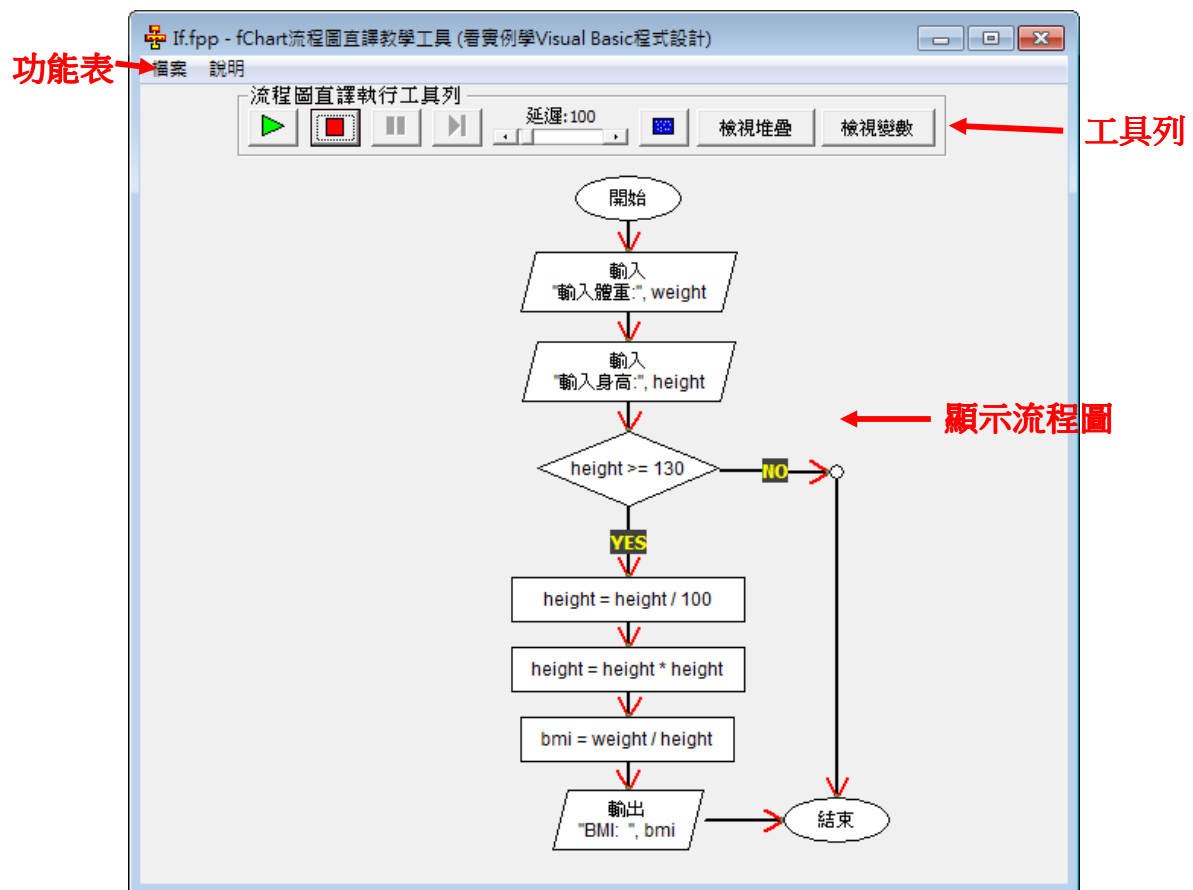 If.fpp - fChart流程圖直譯教學工具 (看實例學Visual Basic程式設計)
功能表
檔案 說明
流程圖直譯執行工具列
延遲:100
檢視堆疊
檢視變數
工具列
開始
輸入
"輸入體重:", weight
輸入
"輸入身高:", height
顯示流程圖
height >= 130
NO
YES
height = height / 100
height = height * height
bmi = weight / height
輸出
"BMI: ", bmi
結束